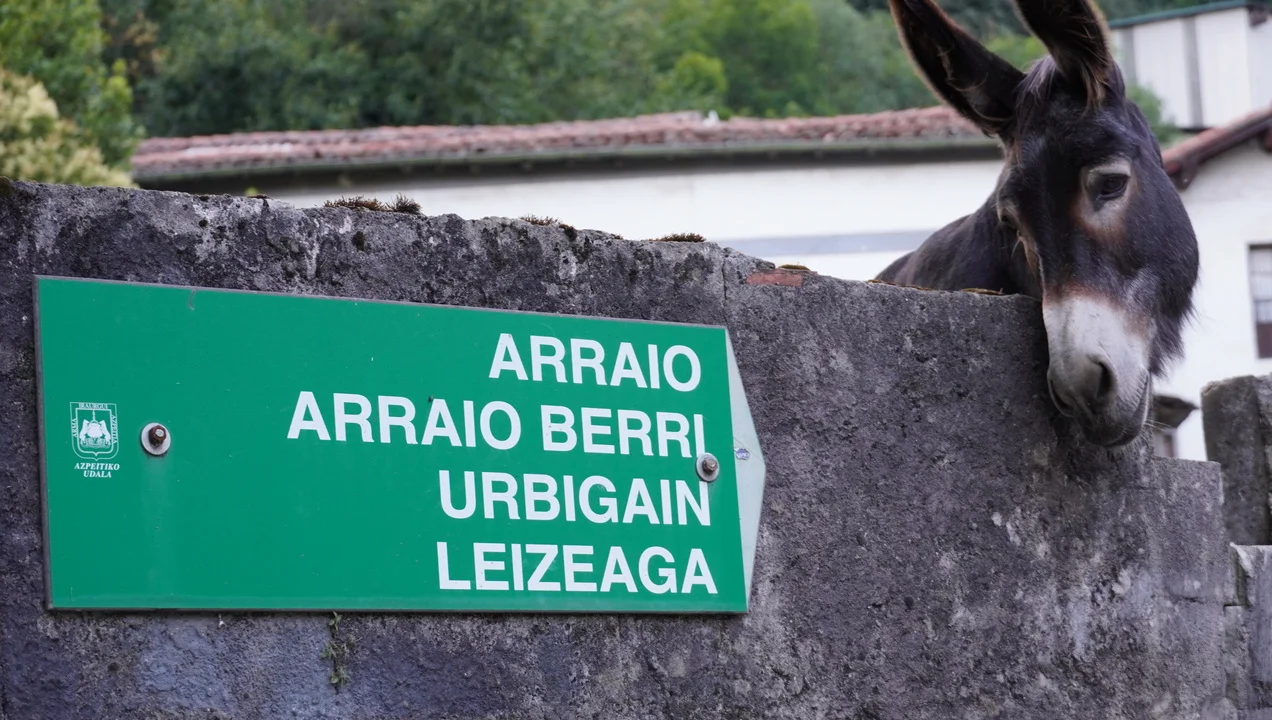 ARRAIO
ARRAIO BERRI
URBIGAIN
LEIZEAGA
AZPEITIKO
UDALA